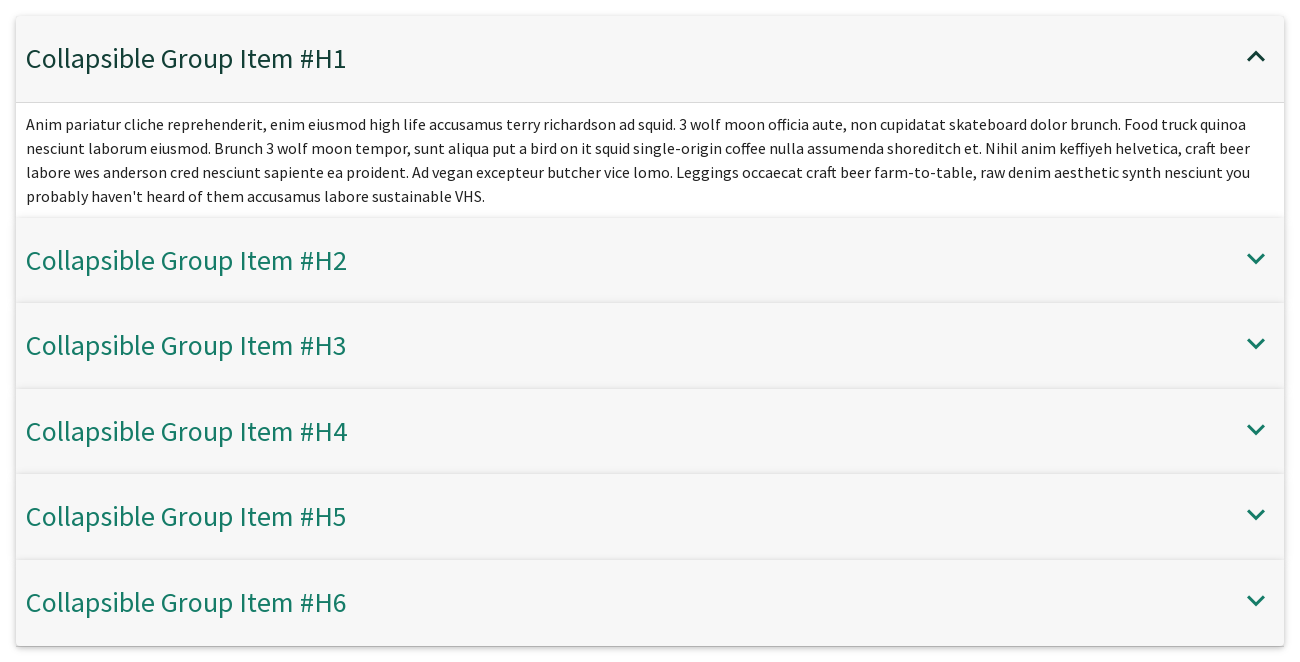 Collapsible Group Item #H1
Anim pariatur cliche reprehenderit, enim eiusmod high life accusamus terry richardson ad squid. 3 wolf moon officia aute, non cupidatat skateboard dolor brunch. Food truck quinoa
nesciunt laborum eiusmod. Brunch 3 wolf moon tempor, sunt aliqua put a bird on it squid single-origin coffee nulla assumenda shoreditch et. Nihil anim keffiyeh helvetica, craft beer
labore wes anderson cred nesciunt sapiente ea proident. Ad vegan excepteur butcher vice lomo. Leggings occaecat craft beer farm-to-table, raw denim aesthetic synth nesciunt you
probably haven't heard of them accusamus labore sustainable VHS.
Collapsible Group Item #H2
Collapsible Group Item #H3
Collapsible Group Item #H4
Collapsible Group Item #H5
Collapsible Group Item #H6